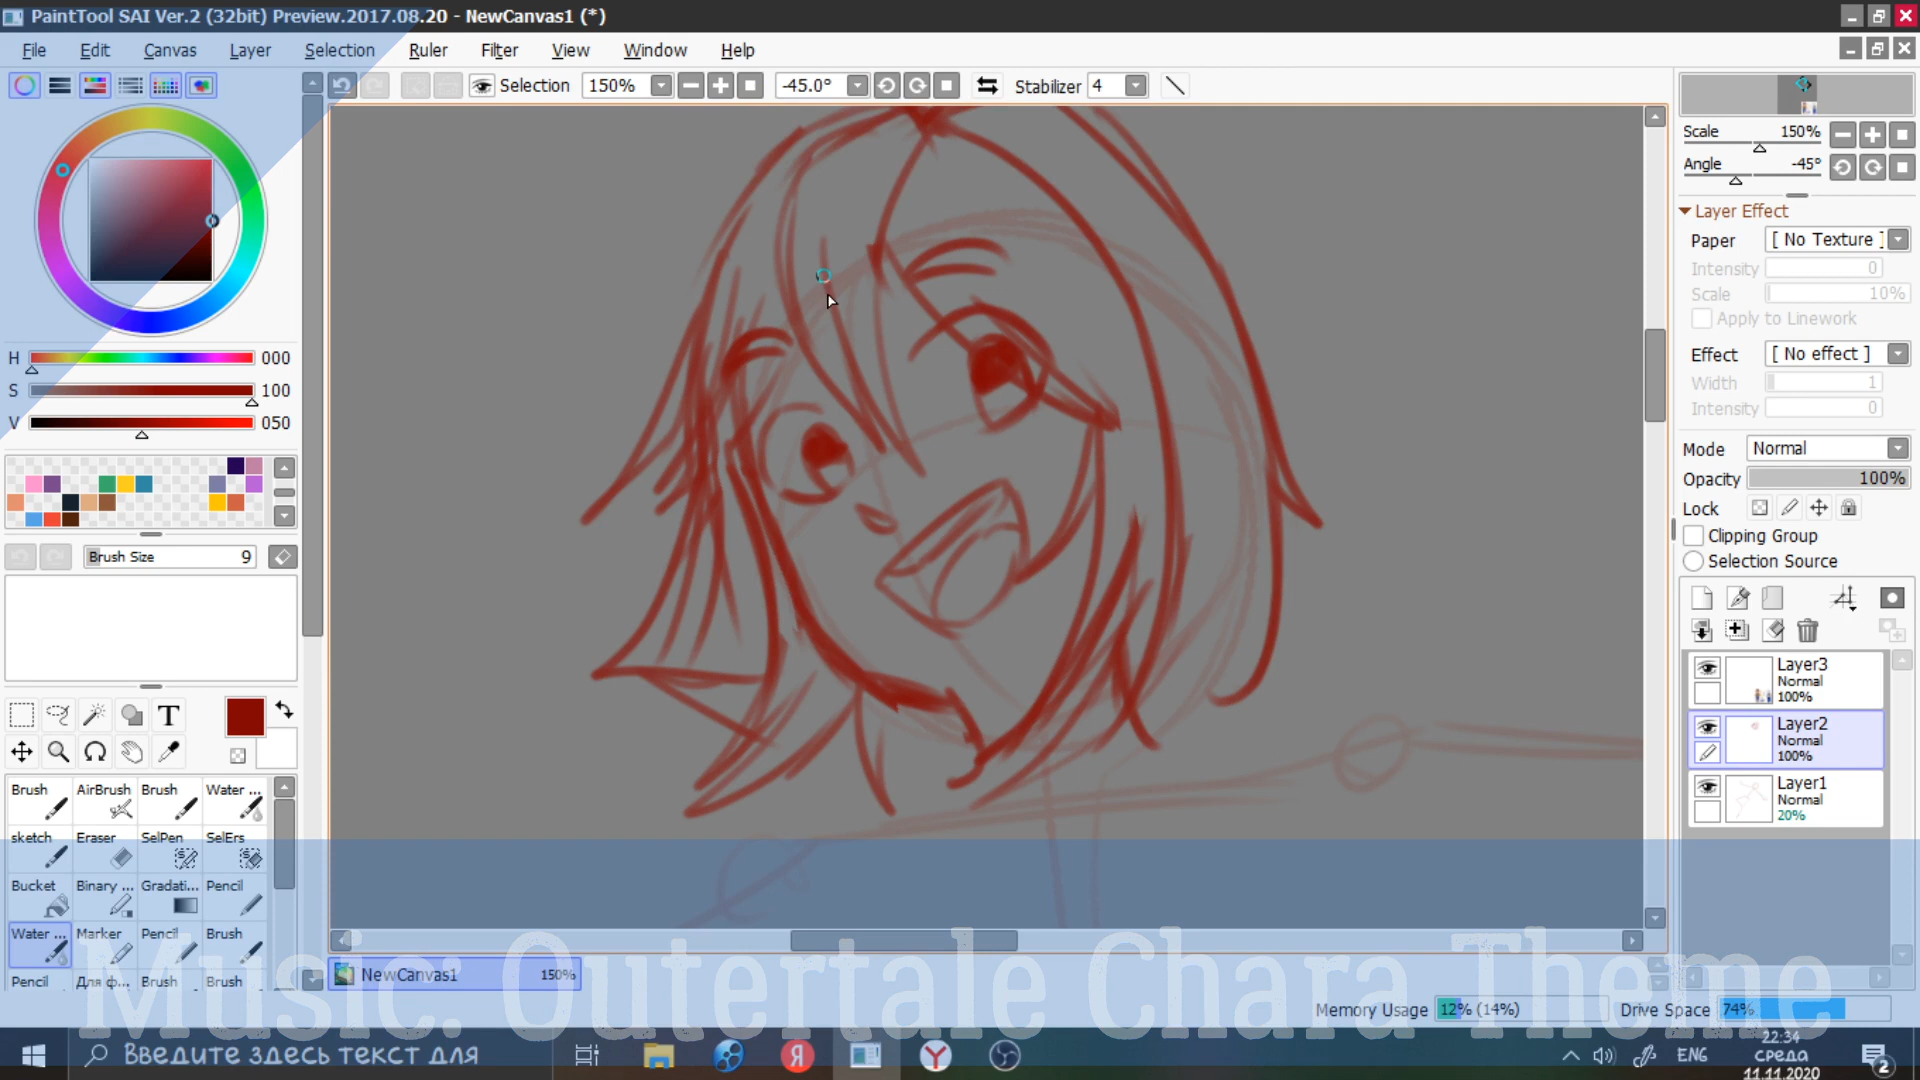 PaintTool SAI Ver.2 (32bit) Preview.2017.08.20 - NewCanvas1 (*)
File Edit Canvas Layer Selection Ruler Filter View Window Help
Selection 150% -45.0° Stabilizer 4
Scale 150%
Angle -45°
Layer Effect
Paper [ No Texture ]
Intensity 0
Scale 10%
Apply to Linework
Effect [ No effect ]
Width 1
Intensity 0
Mode Normal
Opacity 100%
Lock
Clipping Group
Selection Source
Layer3
Normal
100%
Layer2
Normal
100%
Layer1
Normal
20%
H 000
S 100
V 050
Brush Size 9
T
Brush AirBrush Brush Water ...
sketch Eraser SelPen SelErs
Bucket Binary ... Gradati... Pencil
Water ... Marker Pencil Brush
Pencil Для ф... Brush Brush
NewCanvas1 150%
Music: Outertale Chara Theme
Memory Usage 12% (14%) Drive Space 74%
Введите здесь текст для
Я Y
ENG
22:34
среда
11.11.2020
2